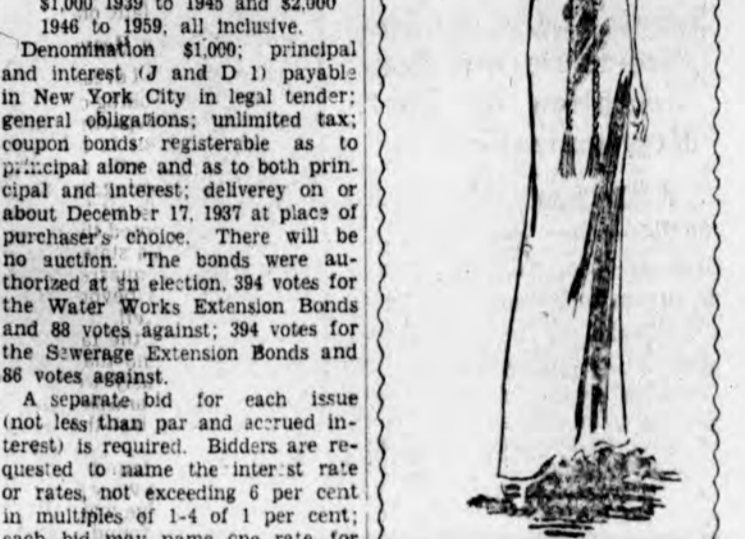 $1,000 1939 to 1945 and $2,000
1946 to 1959, all inclusive.
Denomination $1,000; principal
and interest (J and D 1) payable
in New York City in legal tender;
general obligations; unlimited tax;
coupon bonds registerable as to
principal alone and as to both prin-
cipal and interest; deliverey on or
about December 17, 1937 at place of
purchaser's choice. There will be
no auction. The bonds were au-
thorized at an election, 394 votes for
the Water Works Extension Bonds
and 88 votes against; 394 votes for
the Sewerage Extension Bonds and
86 votes against.
A separate bid for each issue
(not less than par and accrued in-
terest) is required. Bidders are re-
quested to name the interest rate
or rates, not exceeding 6 per cent
in multiples of 1-4 of 1 per cent;
each bid may name one rate for